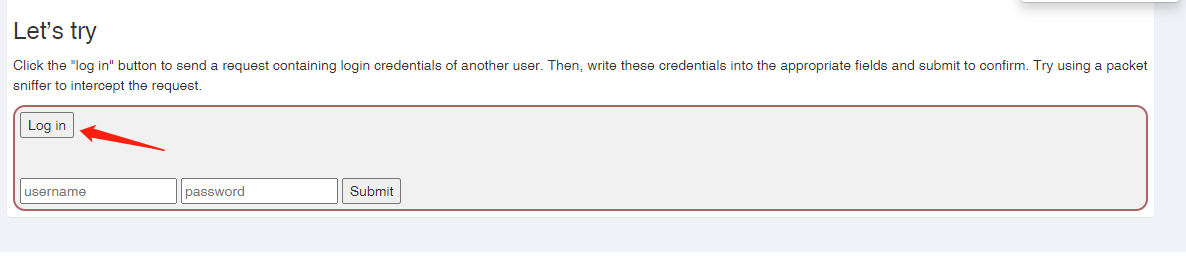 Let’s try
Click the "log in" button to send a request containing login credentials of another user. Then, write these credentials into the appropriate fields and submit to confirm. Try using a packet
sniffer to intercept the request.
Log in
username password Submit